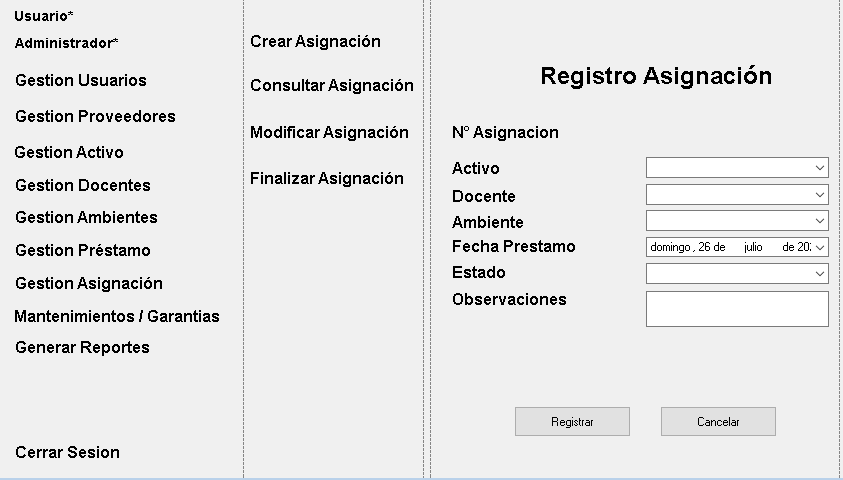 Usuario*
Administrador*
Gestion Usuarios
Gestion Proveedores
Gestion Activo
Gestion Docentes
Gestion Ambientes
Gestion Préstamo
Gestion Asignación
Mantenimientos / Garantias
Generar Reportes
Cerrar Sesion
Crear Asignación
Consultar Asignación
Modificar Asignación
Finalizar Asignación
Registro Asignación
N° Asignacion
Activo
Docente
Ambiente
Fecha Prestamo domingo , 26 de julio de 20
Estado
Observaciones
Registrar Cancelar